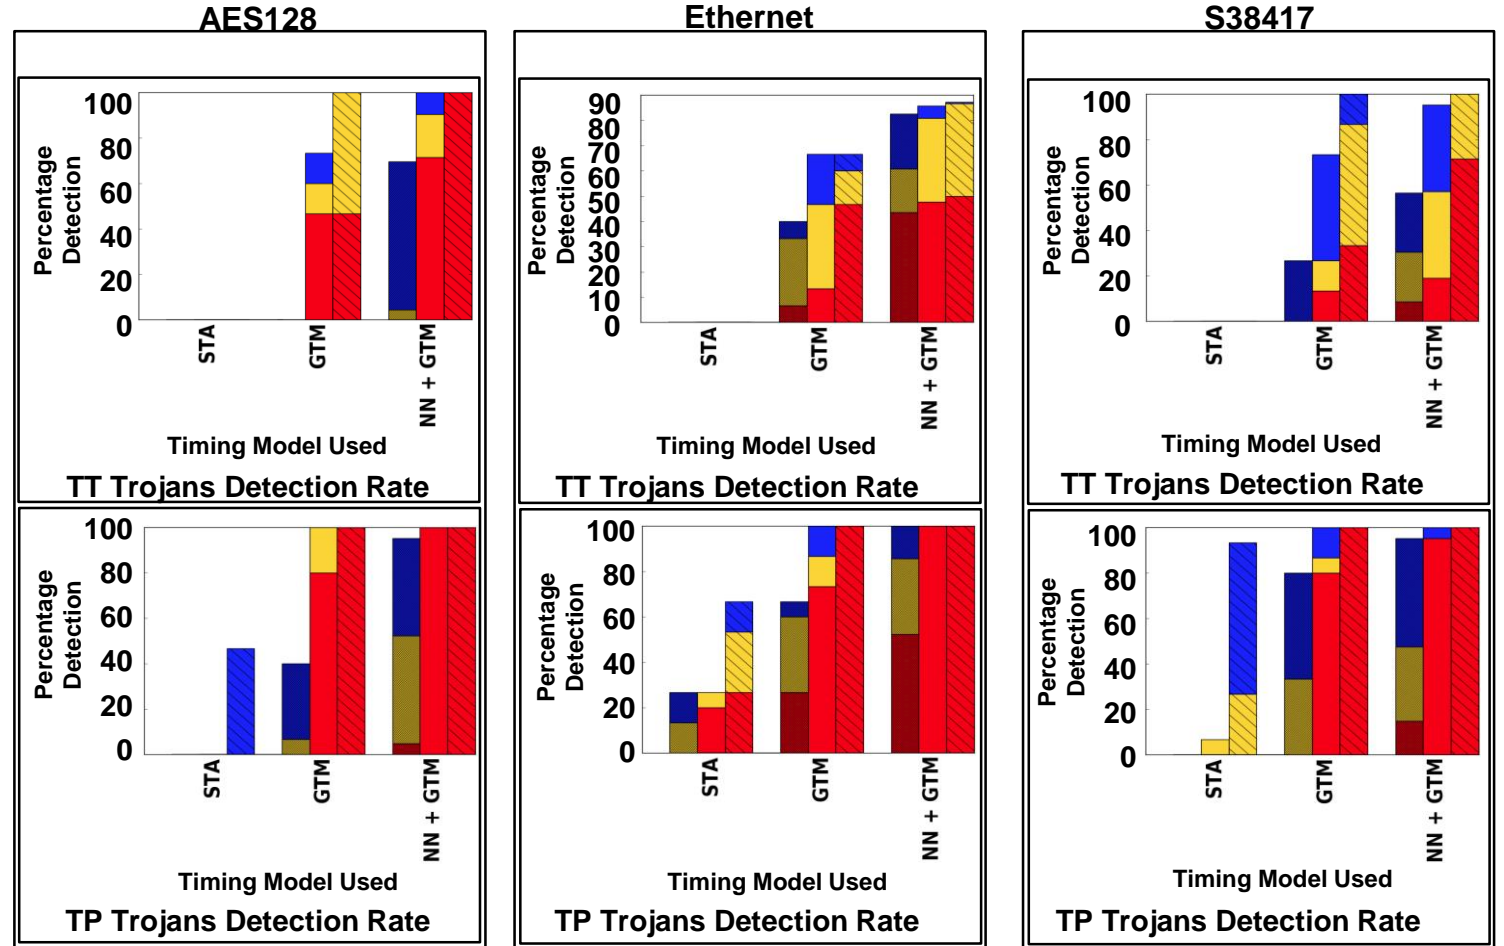 AES128
Ethernet
S38417
100
80
60
40
20
0
Percentage
Detection
STA
GTM
NN + GTM
Timing Model Used
TT Trojans Detection Rate
90
80
70
60
50
40
30
20
10
0
Percentage
Detection
STA
GTM
NN + GTM
Timing Model Used
TT Trojans Detection Rate
100
80
60
40
20
0
Percentage
Detection
STA
GTM
NN + GTM
Timing Model Used
TT Trojans Detection Rate
100
80
60
40
20
0
Percentage
Detection
STA
GTM
NN + GTM
Timing Model Used
TP Trojans Detection Rate
100
80
60
40
20
0
Percentage
Detection
STA
GTM
NN + GTM
Timing Model Used
TP Trojans Detection Rate
100
80
60
40
20
0
Percentage
Detection
STA
GTM
NN + GTM
Timing Model Used
TP Trojans Detection Rate